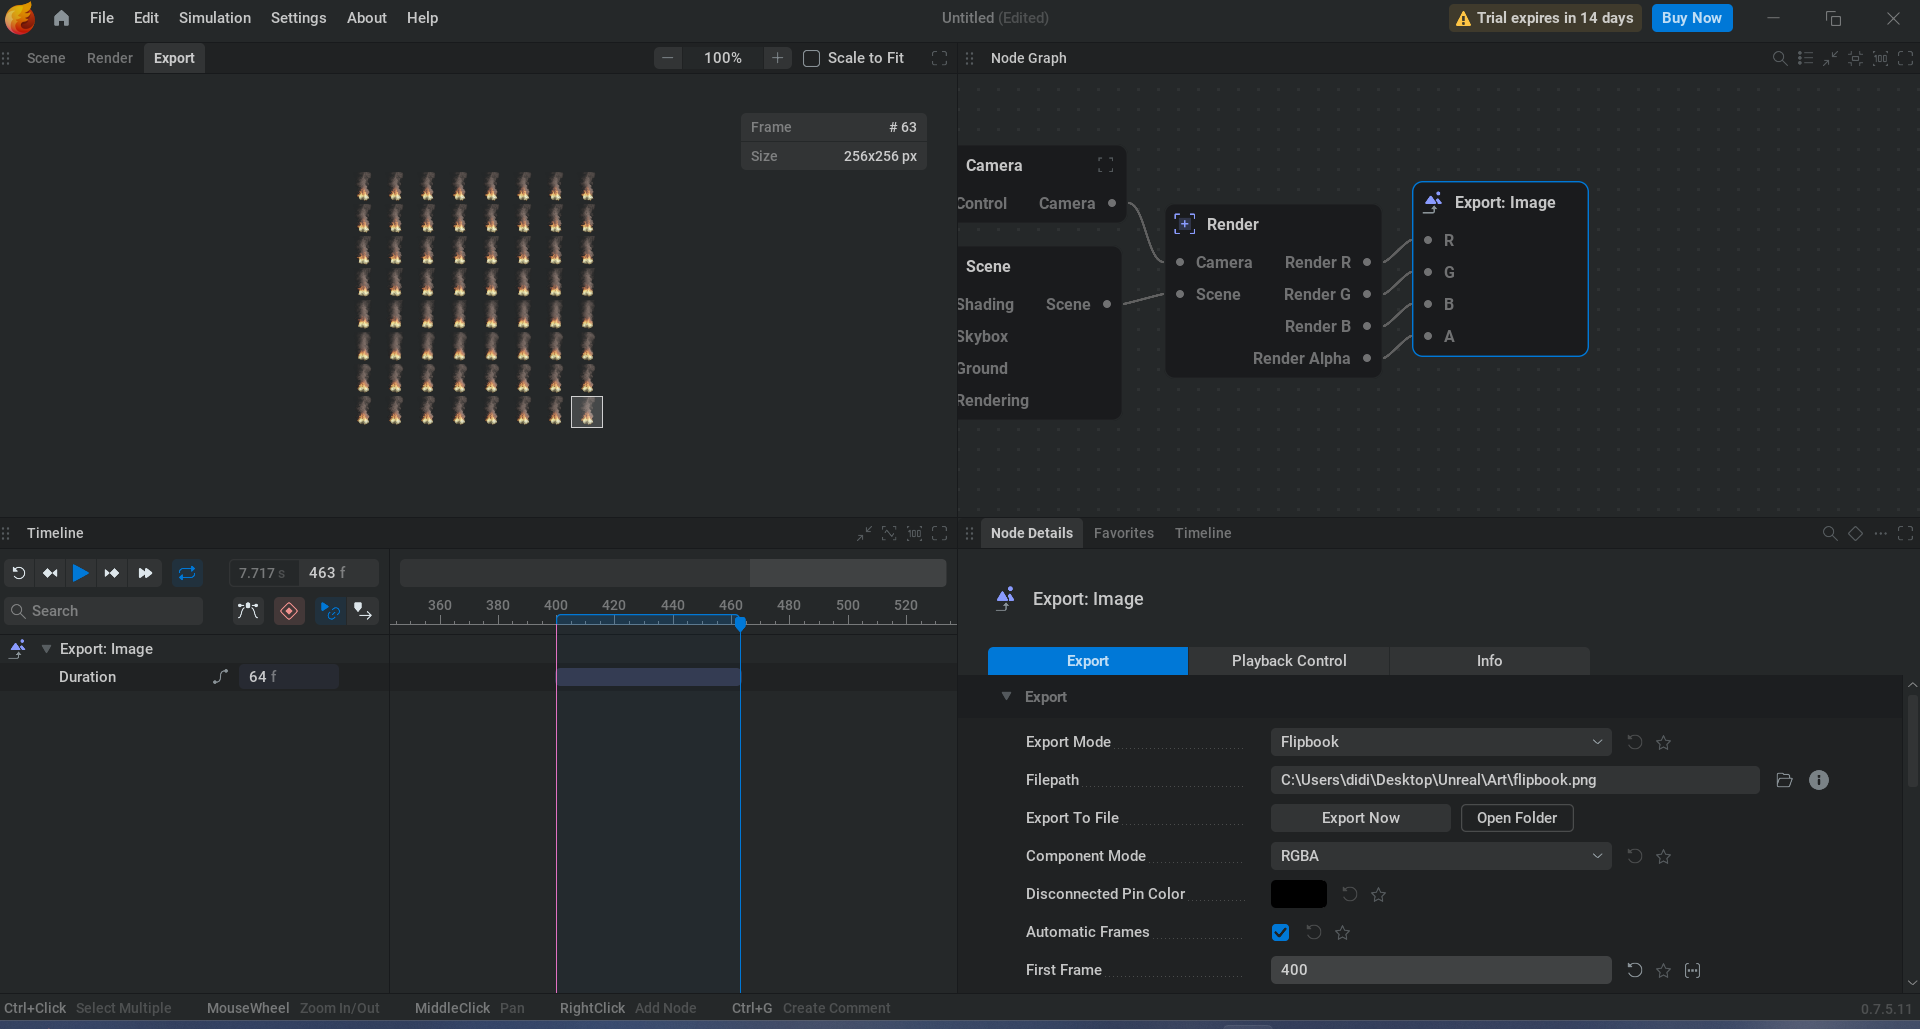 File Edit Simulation Settings About Help
Untitled (Edited)
Trial expires in 14 days
Buy Now
Scene Render Export
100%
Scale to Fit
Frame # 63
Size 256x256 px
Node Graph
100
Camera
Control Camera
Scene
Shading Scene
Skybox
Ground
Rendering
Render
Camera Render R
Scene Render G
Render B
Render Alpha
Export: Image
R
G
B
A
Timeline
100
7.717 s 463 f
Search
360 380 400 420 440 460 480 500 520
Export: Image
Duration 64 f
Node Details Favorites Timeline
Export: Image
Export Playback Control Info
Export
Export Mode Flipbook
Filepath C:\Users\didi\Desktop\Unreal\Art\flipbook.png
Export To File Export Now Open Folder
Component Mode RGBA
Disconnected Pin Color
Automatic Frames
First Frame 400
Ctrl+Click Select Multiple MouseWheel Zoom In/Out MiddleClick Pan RightClick Add Node Ctrl+G Create Comment
0.7.5.11